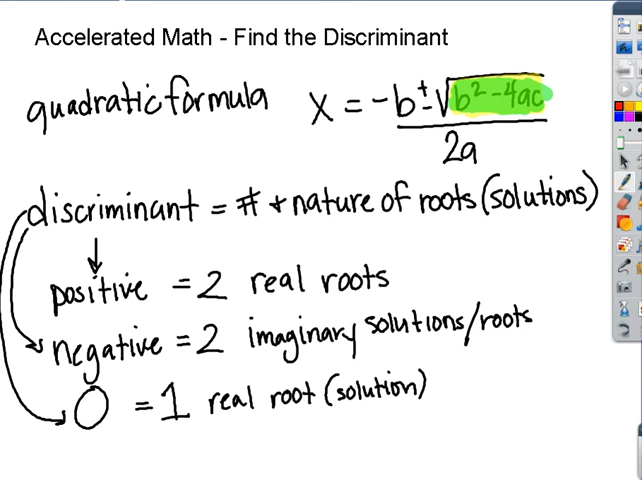 Accelerated Math - Find the Discriminant
quadratic formula x = -b ± √b² - 4ac
2a
discriminant = # + nature of roots (solutions)
positive = 2 real roots
negative = 2 imaginary solutions/roots
0 = 1 real root (solution)